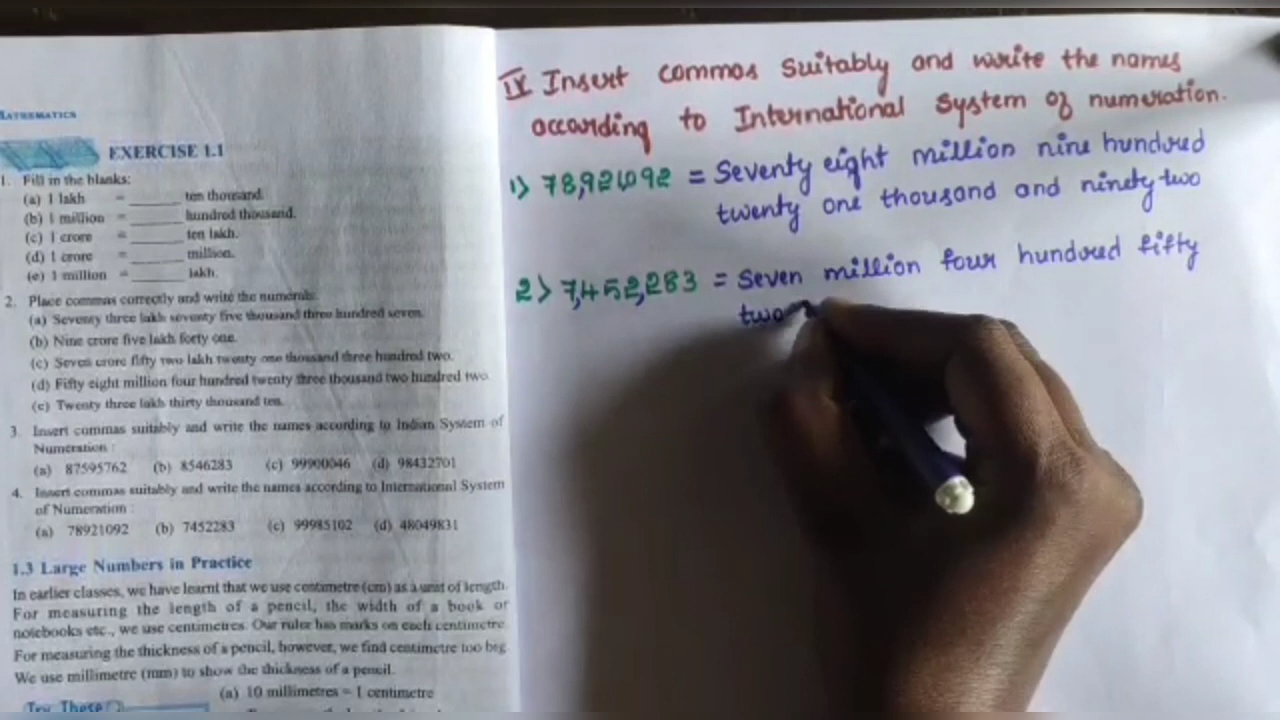 MATHEMATICS
EXERCISE 1.1
1. Fill in the blanks:
(a) 1 lakh = ______ ten thousand.
(b) 1 million = ______ hundred thousand.
(c) 1 crore = ______ ten lakh.
(d) 1 crore = ______ million.
(e) 1 million = ______ lakh.
2. Place commas correctly and write the numerals:
(a) Seventy three lakh seventy five thousand three hundred seven.
(b) Nine crore five lakh forty one.
(c) Seven crore fifty two lakh twenty one thousand three hundred two.
(d) Fifty eight million four hundred twenty three thousand two hundred two.
(e) Twenty three lakh thirty thousand ten.
3. Insert commas suitably and write the names according to Indian System of
Numeration :
(a) 87595762 (b) 8546283 (c) 99900046 (d) 98432701
4. Insert commas suitably and write the names according to International System
of Numeration :
(a) 78921092 (b) 7452283 (c) 99985102 (d) 48049831
1.3 Large Numbers in Practice
In earlier classes, we have learnt that we use centimetre (cm) as a unit of length.
For measuring the length of a pencil, the width of a book or
notebooks etc., we use centimetres. Our ruler has marks on each centimetre.
For measuring the thickness of a pencil, however, we find centimetre too big.
We use millimetre (mm) to show the thickness of a pencil.
(a) 10 millimetres = 1 centimetre
Try These
IV Insert commas suitably and write the names
according to International System of numeration.
1) 78,921,092 = Seventy eight million nine hundred
twenty one thousand and ninety two
2) 7,452,283 = Seven million four hundred fifty
two